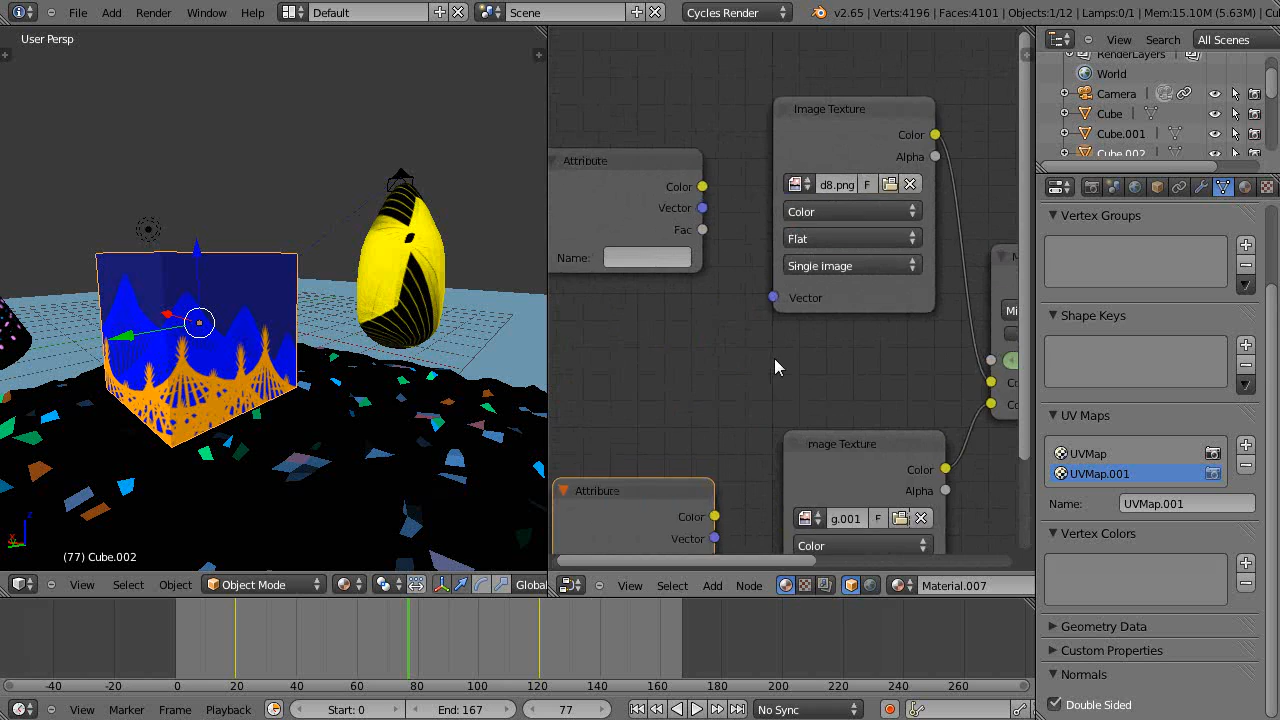 File Add Render Window Help Default Scene Cycles Render v2.65 | Verts:4196 | Faces:4101 | Objects:1/12 | Lamps:0/1 | Mem:15.10M (5.63M) | Cu
User Persp
View Search All Scenes
RenderLayers
World
Camera
Cube
Cube.001
Cube.002
Image Texture
Color
Alpha
d8.png F
Color
Flat
Single Image
Vector
Attribute
Color
Vector
Fac
Name:
M
Mi
Co
Co
mage Texture
Color
Alpha
g.001 F
Color
Attribute
Color
Vector
Vertex Groups
Shape Keys
UV Maps
UVMap
UVMap.001
Name: UVMap.001
Vertex Colors
Geometry Data
Custom Properties
Normals
Double Sided
(77) Cube.002
View Select Object Object Mode Global
View Select Add Node Material.007
-40 -20 0 20 40 60 80 100 120 140 160 180 200 220 240 260
View Marker Frame Playback Start: 0 End: 167 77 No Sync